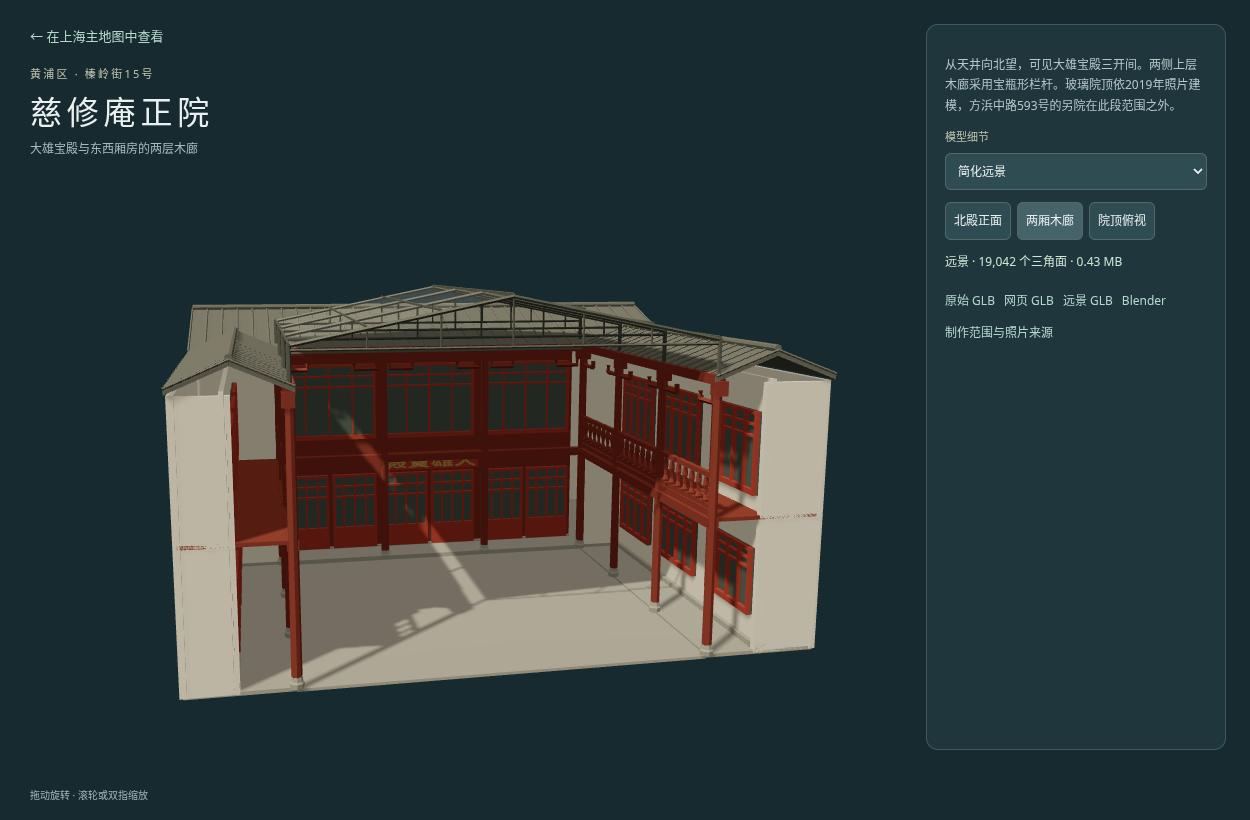 ← 在上海主地图中查看
黄浦区 · 榛岭街15号
慈修庵正院
大雄宝殿与东西厢房的两层木廊
从天井向北望，可见大雄宝殿三开间。两侧上层
木廊采用宝瓶形栏杆。玻璃院顶依2019年照片建
模，方浜中路593号的另院在此段范围之外。
模型细节
简化远景
北殿正面 两厢木廊 院顶俯视
远景 · 19,042 个三角面 · 0.43 MB
原始 GLB 网页 GLB 远景 GLB Blender
制作范围与照片来源
拖动旋转 · 滚轮或双指缩放